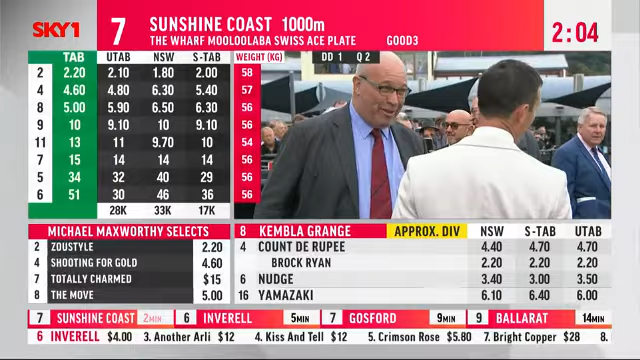 SKY1
7 SUNSHINE COAST 1000m
THE WHARF MOOLOOLABA SWISS ACE PLATE GOOD3
2:04
TAB UTAB NSW S-TAB WEIGHT (KG)
2 2.20 2.10 1.80 2.00 58
4 4.60 4.80 6.30 5.40 57
8 5.00 5.90 6.50 6.30 56
9 10 9.10 10 9.10 56
11 13 11 9.70 10 54
7 15 14 14 14 56
5 34 32 40 29 56
6 51 30 46 36 56
28K 33K 17K
DD 1 Q 2
MICHAEL MAXWORTHY SELECTS
2 ZOUSTYLE 2.20
4 SHOOTING FOR GOLD 4.60
7 TOTALLY CHARMED $15
8 THE MOVE 5.00
8 KEMBLA GRANGE APPROX. DIV NSW S-TAB UTAB
4 COUNT DE RUPEE 4.40 4.70 4.70
BROCK RYAN 2.20 2.20 2.20
6 NUDGE 3.40 3.00 3.50
16 YAMAZAKI 6.10 6.40 6.00
7 SUNSHINE COAST 2min 6 INVERELL 5min 7 GOSFORD 9min 9 BALLARAT 14min
6 INVERELL $4.00 3. Another Arli $12 4. Kiss And Tell $12 5. Crimson Rose $5.80 7. Bright Copper $28 8.